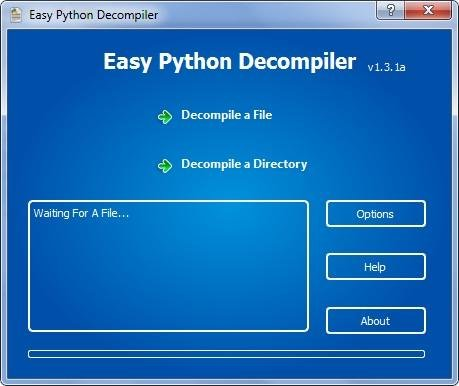 Easy Python Decompiler
?
Easy Python Decompiler v1.3.1a
Decompile a File
Decompile a Directory
Waiting For A File...
Options
Help
About